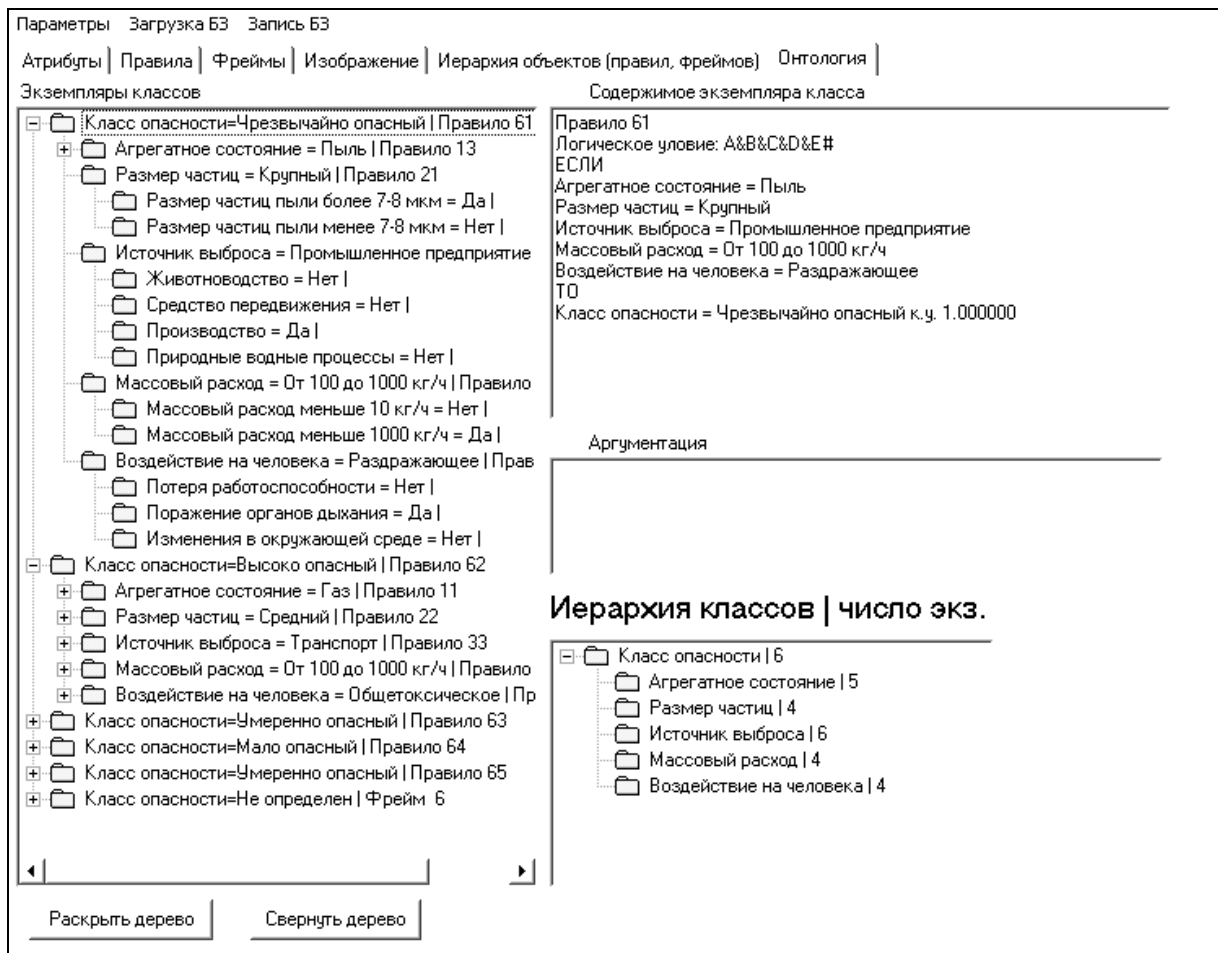 Параметры Загрузка БЗ Запись БЗ
Атрибуты Правила Фреймы Изображение Иерархия объектов (правил, фреймов) Онтология
Экземпляры классов
Класс опасности=Чрезвычайно опасный | Правило 61
Агрегатное состояние = Пыль | Правило 13
Размер частиц = Крупный | Правило 21
Размер частиц пыли более 7-8 мкм = Да |
Размер частиц пыли менее 7-8 мкм = Нет |
Источник выброса = Промышленное предприятие
Животноводство = Нет |
Средство передвижения = Нет |
Производство = Да |
Природные водные процессы = Нет |
Массовый расход = От 100 до 1000 кг/ч | Правило
Массовый расход меньше 10 кг/ч = Нет |
Массовый расход меньше 1000 кг/ч = Да |
Воздействие на человека = Раздражающее | Прав
Потеря работоспособности = Нет |
Поражение органов дыхания = Да |
Изменения в окружающей среде = Нет |
Класс опасности=Высоко опасный | Правило 62
Агрегатное состояние = Газ | Правило 11
Размер частиц = Средний | Правило 22
Источник выброса = Транспорт | Правило 33
Массовый расход = От 100 до 1000 кг/ч | Правило
Воздействие на человека = Общетоксическое | Пр
Класс опасности=Умеренно опасный | Правило 63
Класс опасности=Мало опасный | Правило 64
Класс опасности=Умеренно опасный | Правило 65
Класс опасности=Не определен | Фрейм 6
Раскрыть дерево Свернуть дерево
Содержимое экземпляра класса
Правило 61
Логическое уловие: A&B&C&D&E#
ЕСЛИ
Агрегатное состояние = Пыль
Размер частиц = Крупный
Источник выброса = Промышленное предприятие
Массовый расход = От 100 до 1000 кг/ч
Воздействие на человека = Раздражающее
ТО
Класс опасности = Чрезвычайно опасный к.у. 1.000000
Аргументация
Иерархия классов | число экз.
Класс опасности | 6
Агрегатное состояние | 5
Размер частиц | 4
Источник выброса | 6
Массовый расход | 4
Воздействие на человека | 4